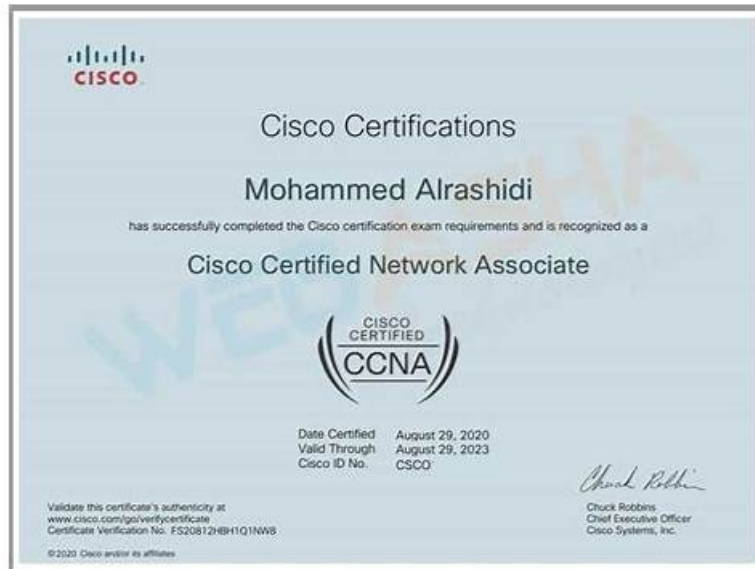 CISCO
Cisco Certifications
Mohammed Alrashidi
has successfully completed the Cisco certification exam requirements and is recognized as a
Cisco Certified Network Associate
CISCO
CERTIFIED
CCNA
Date Certified August 29, 2020
Valid Through August 29, 2023
Cisco ID No. CSCO
Validate this certificate's authenticity at
www.cisco.com/go/verifycertificate
Certificate Verification No. FS20812HBH1Q1NW8
©2020 Cisco and/or its affiliates
Chuck Robbins
Chuck Robbins
Chief Executive Officer
Cisco Systems, Inc.
WEDASHA